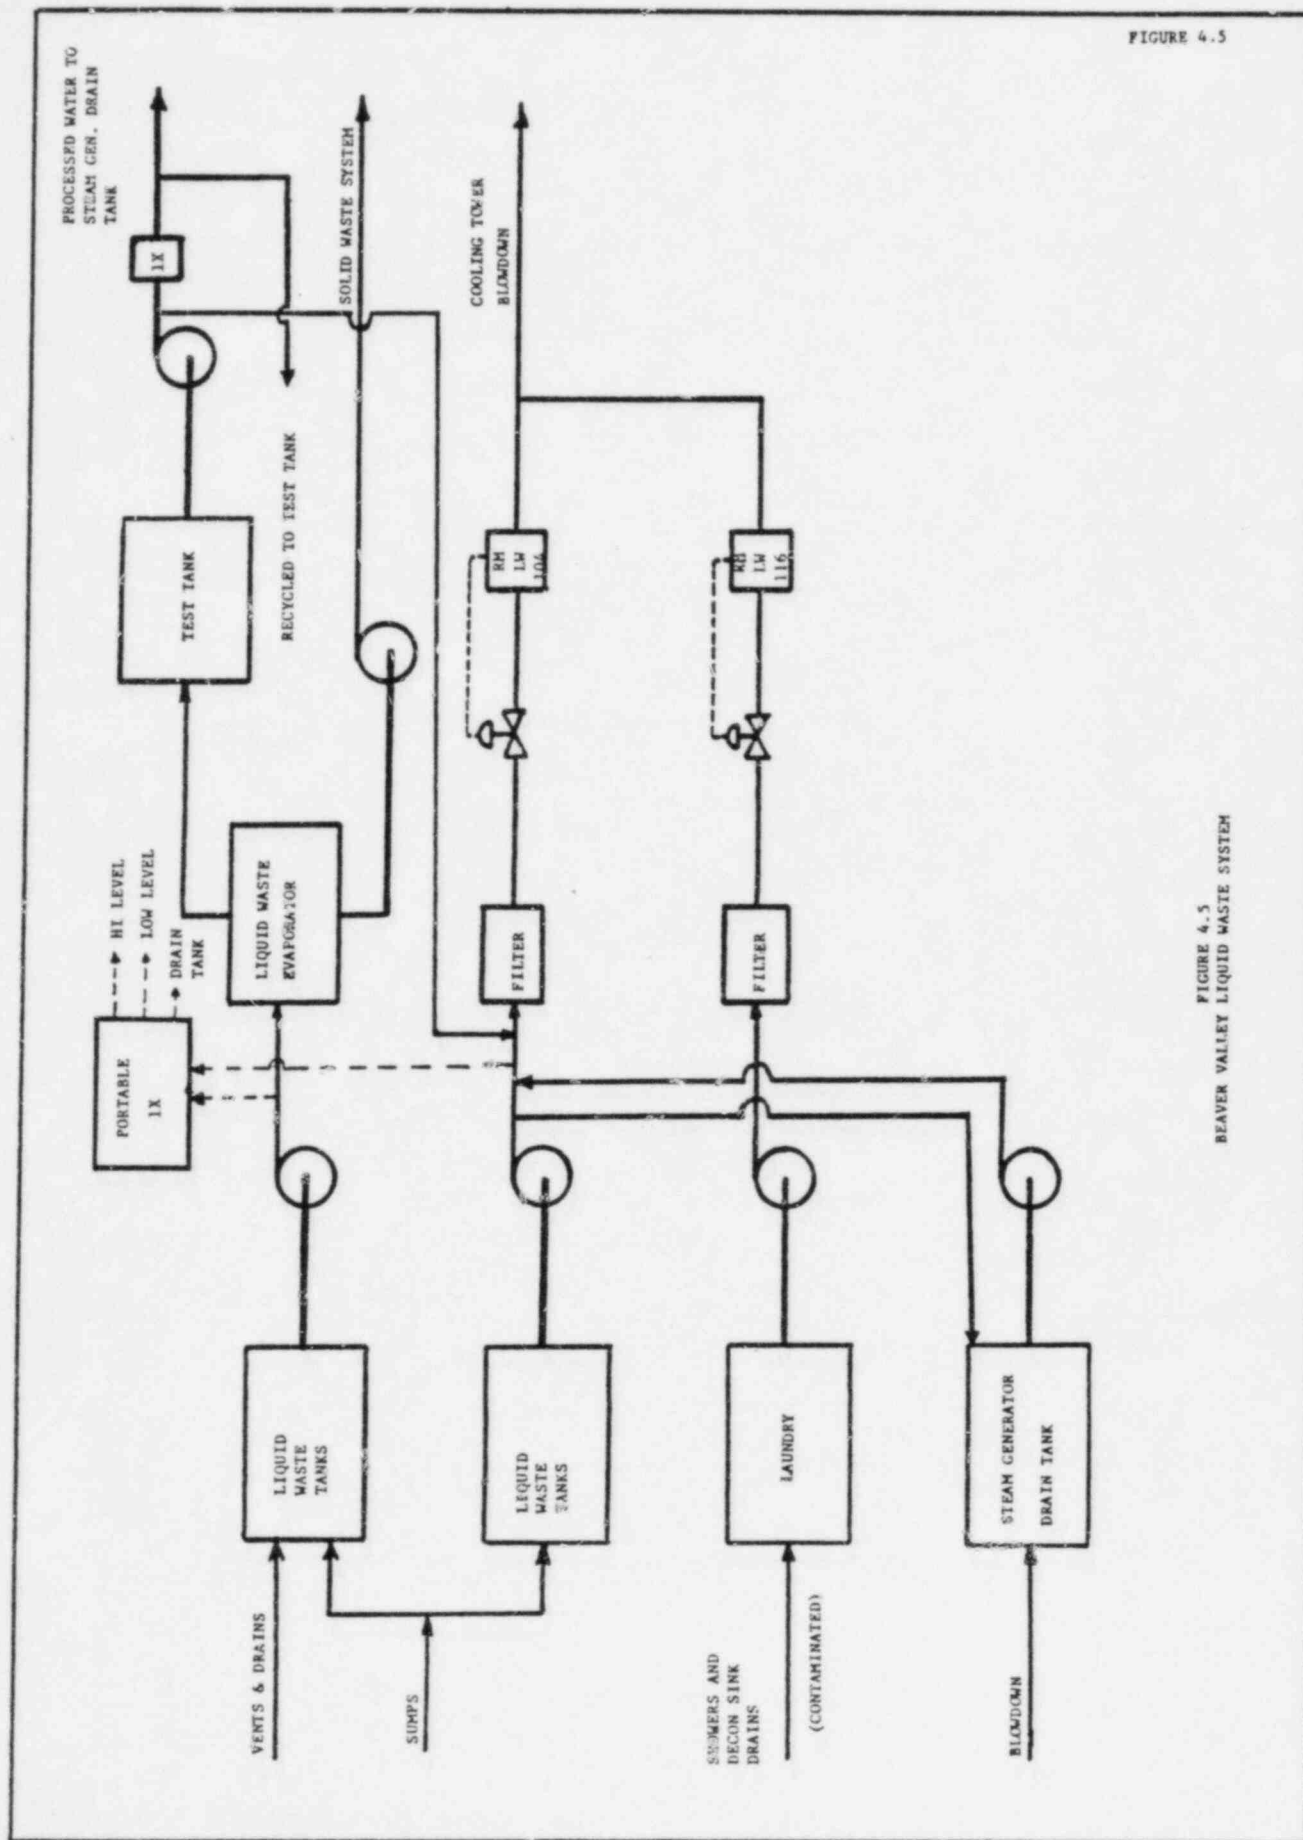 FIGURE 4.5
PROCESSED WATER TO
STEAM GEN. DRAIN
TANK
1X
RECYCLED TO TEST TANK
TEST TANK
SOLID WASTE SYSTEM
HI LEVEL
LOW LEVEL
DRAIN
TANK
PORTABLE
1X
LIQUID WASTE
EVAPORATOR
LIQUID
WASTE
TANKS
VENTS & DRAINS
SUMPS
COOLING TOWER
BLOWDOWN
RM
LW
104
FILTER
LIQUID
WASTE
TANKS
RM
LW
116
FILTER
LAUNDRY
SHOWERS AND
DECON SINK
DRAINS
(CONTAMINATED)
STEAM GENERATOR
DRAIN TANK
BLOWDOWN
FIGURE 4.5
BEAVER VALLEY LIQUID WASTE SYSTEM